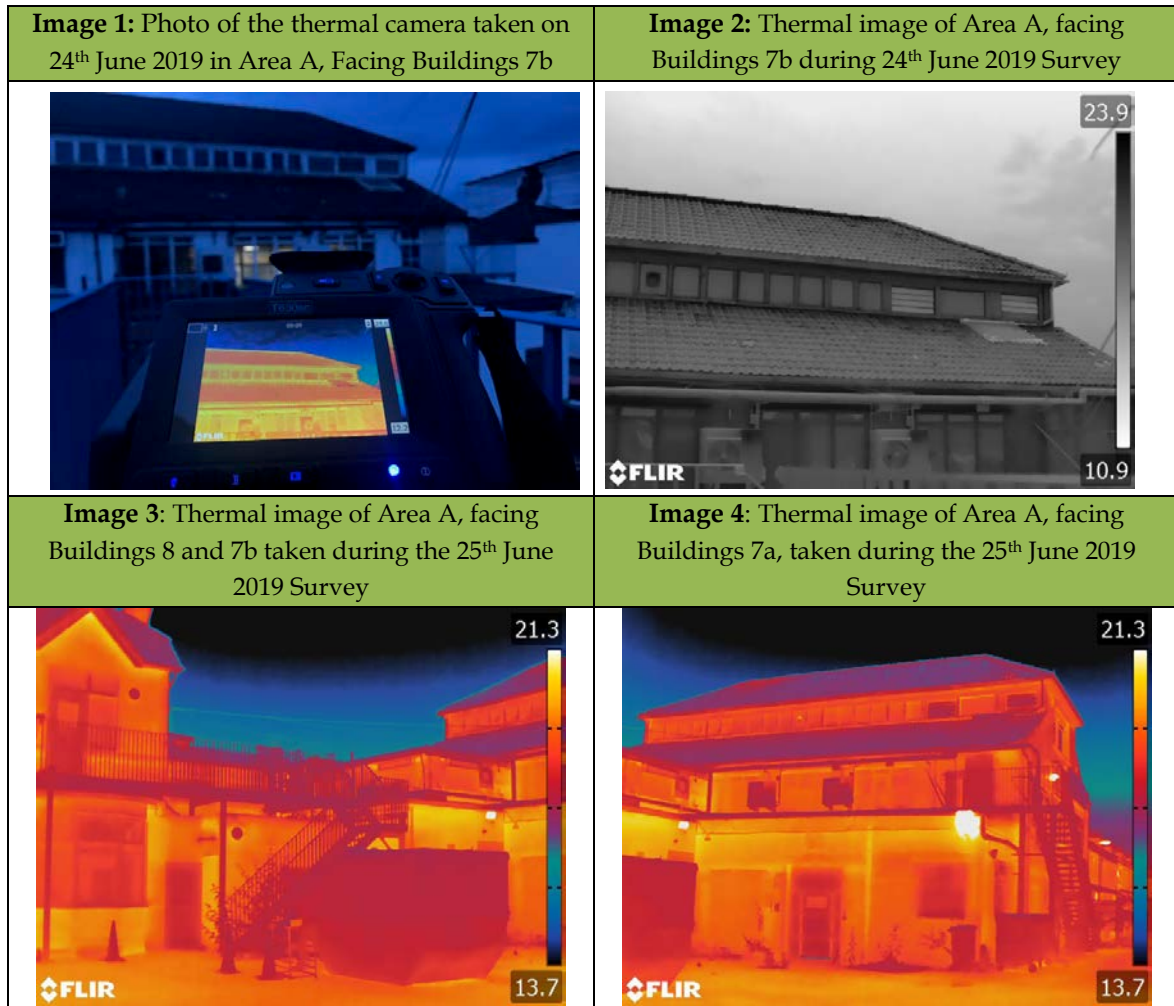 Image 1: Photo of the thermal camera taken on
24th June 2019 in Area A, Facing Buildings 7b
Image 2: Thermal image of Area A, facing
Buildings 7b during 24th June 2019 Survey
23.9
10.9
FLIR
FLIR
Image 3: Thermal image of Area A, facing
Buildings 8 and 7b taken during the 25th June
2019 Survey
Image 4: Thermal image of Area A, facing
Buildings 7a, taken during the 25th June 2019
Survey
21.3
13.7
FLIR
21.3
13.7
FLIR